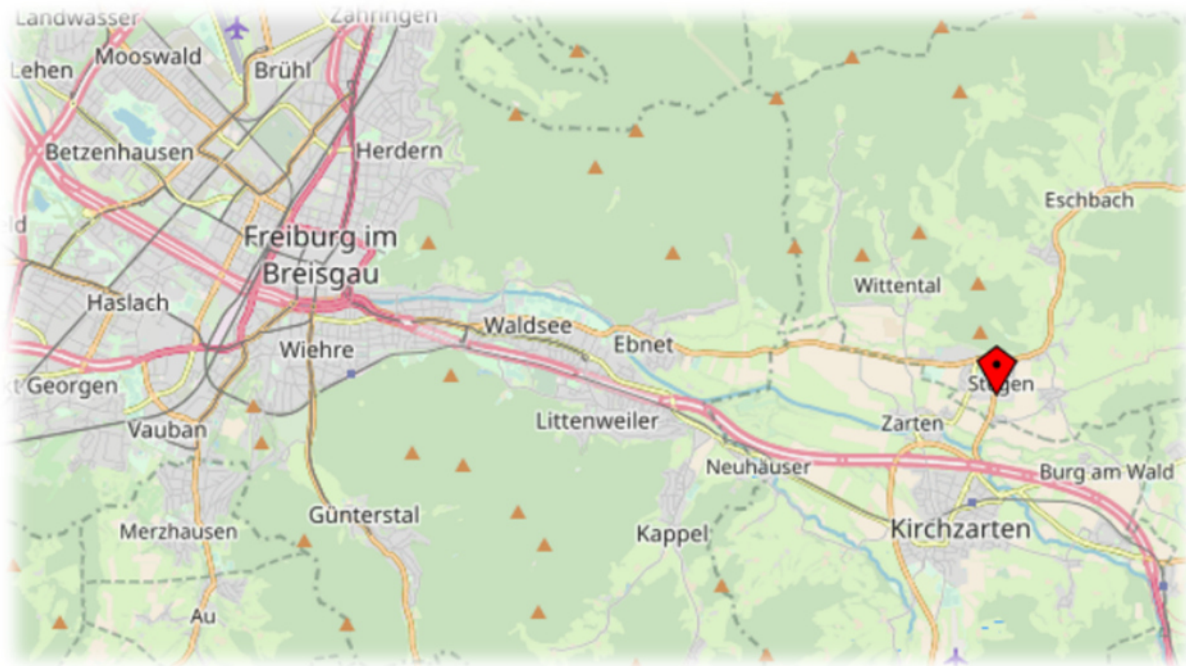 Landwasser
Zähringen
Mooswald
Lehen
Brühl
Betzenhausen
Herdern
Eschbach
Freiburg im
Breisgau
Wittental
Haslach
Waldsee
Ebnet
Wiehre
Georgen
Stegen
Littenweiler
Zarten
Vauban
Neuhäuser
Burg am Wald
Günterstal
Merzhausen
Kappel
Kirchzarten
Au